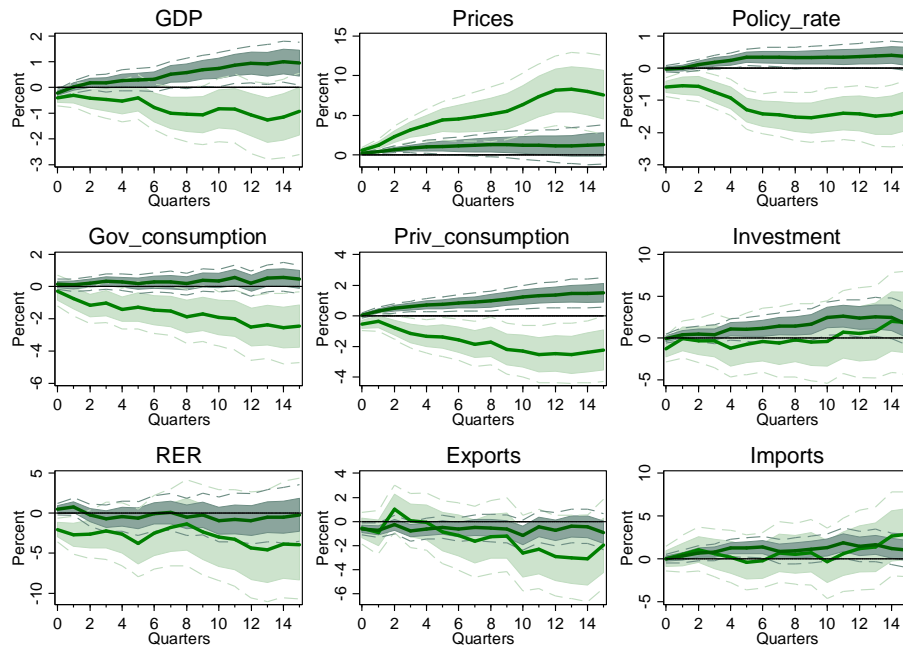 GDP
Percent
-3 -2 -1 0 1 2
0 2 4 6 8 10 12 14
Quarters
Prices
Percent
0 5 10 15
0 2 4 6 8 10 12 14
Quarters
Policy_rate
Percent
-3 -2 -1 0 1
0 2 4 6 8 10 12 14
Quarters
Gov_consumption
Percent
-6 -4 -2 0 2
0 2 4 6 8 10 12 14
Quarters
Priv_consumption
Percent
-4 -2 0 2 4
0 2 4 6 8 10 12 14
Quarters
Investment
Percent
-5 0 5 10
0 2 4 6 8 10 12 14
Quarters
RER
Percent
-10 -5 0 5
0 2 4 6 8 10 12 14
Quarters
Exports
Percent
-6 -4 -2 0 2 4
0 2 4 6 8 10 12 14
Quarters
Imports
Percent
-5 0 5 10
0 2 4 6 8 10 12 14
Quarters